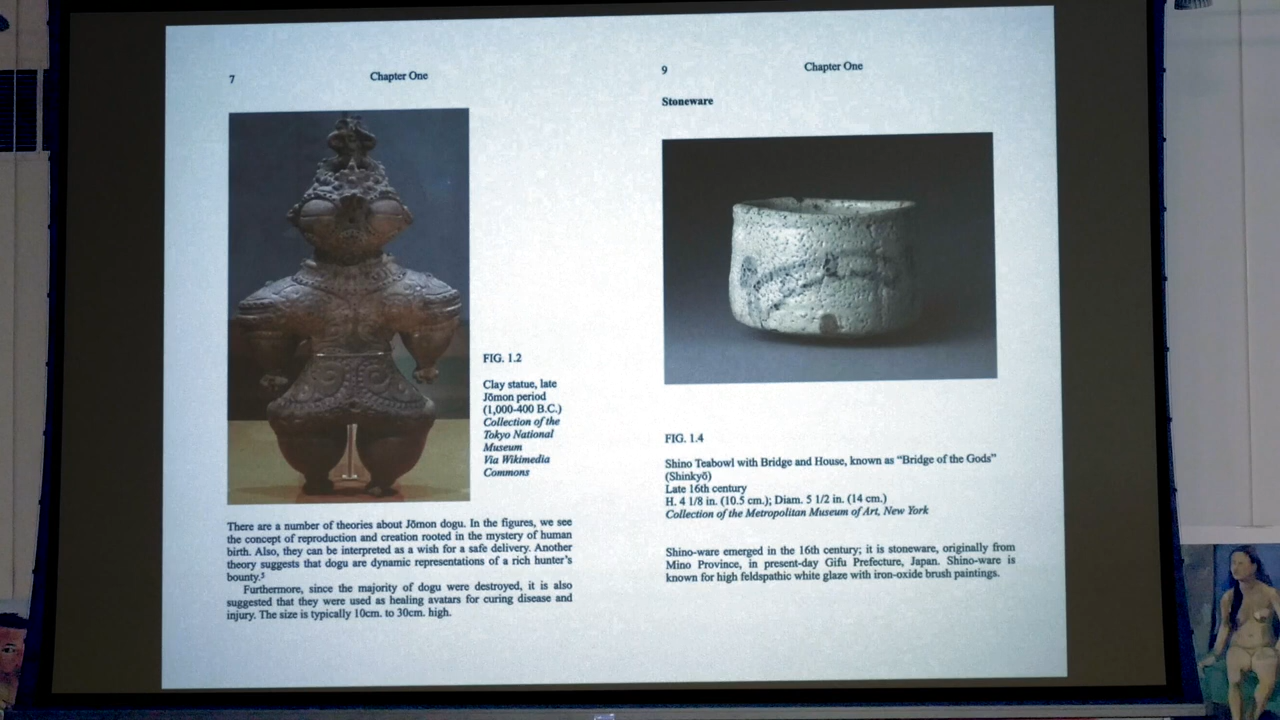 7
Chapter One
FIG. 1.2
Clay statue, late
Jōmon period
(1,000-400 B.C.)
Collection of the
Tokyo National
Museum
Via Wikimedia
Commons
There are a number of theories about Jōmon dogu. In the figures, we see
the concept of reproduction and creation rooted in the mystery of human
birth. Also, they can be interpreted as a wish for a safe delivery. Another
theory suggests that dogu are dynamic representations of a rich hunter's
bounty.⁵
Furthermore, since the majority of dogu were destroyed, it is also
suggested that they were used as healing avatars for curing disease and
injury. The size is typically 10cm. to 30cm. high.
9
Chapter One
Stoneware
FIG. 1.4
Shino Teabowl with Bridge and House, known as “Bridge of the Gods”
(Shinkyō)
Late 16th century
H. 4 1/8 in. (10.5 cm.); Diam. 5 1/2 in. (14 cm.)
Collection of the Metropolitan Museum of Art, New York
Shino-ware emerged in the 16th century; it is stoneware, originally from
Mino Province, in present-day Gifu Prefecture, Japan. Shino-ware is
known for high feldspathic white glaze with iron-oxide brush paintings.